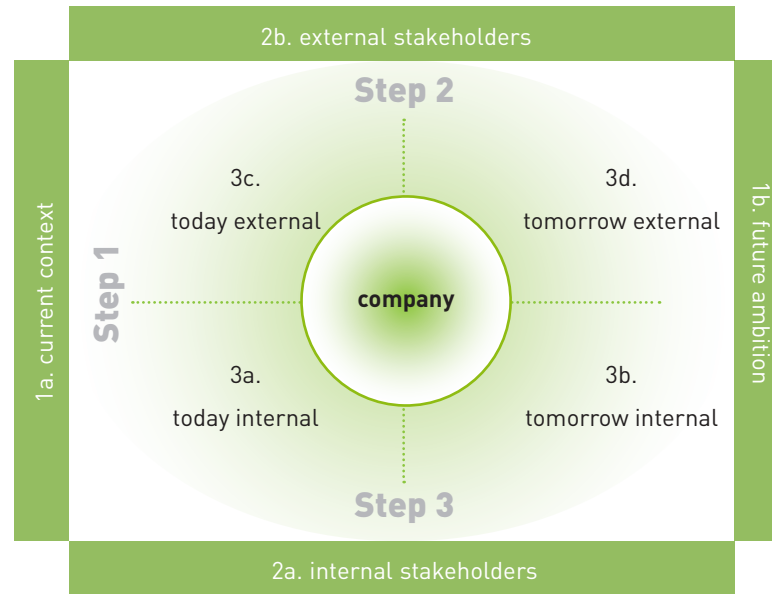 2b. external stakeholders
Step 2
3c.
today external
3d.
tomorrow external
1a. current context
Step 1
company
1b. future ambition
3a.
today internal
3b.
tomorrow internal
Step 3
2a. internal stakeholders